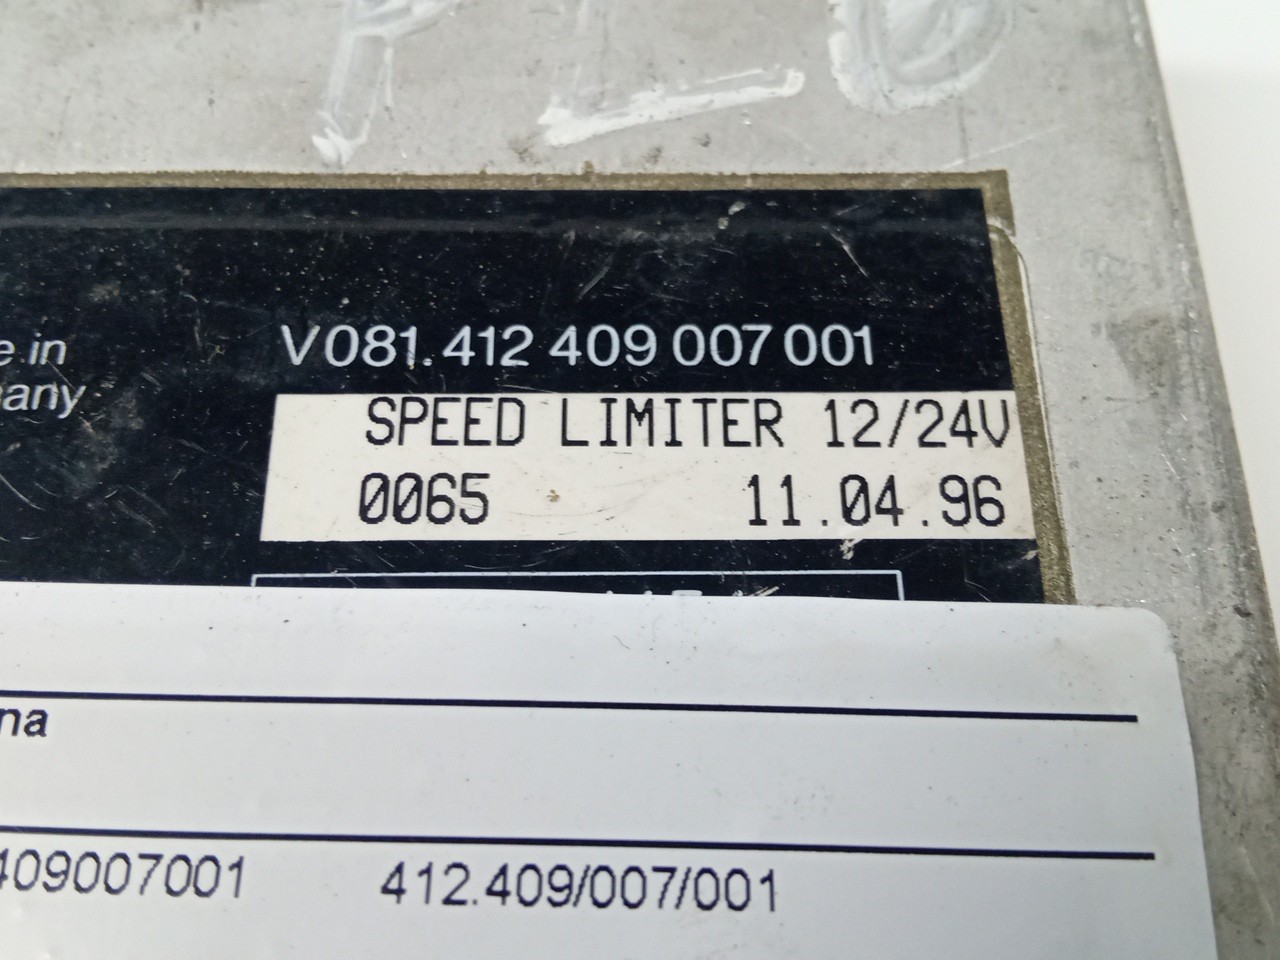 e in
any
V081.412 409 007 001
SPEED LIMITER 12/24V
0065 11.04.96
na
409007001 412.409/007/001